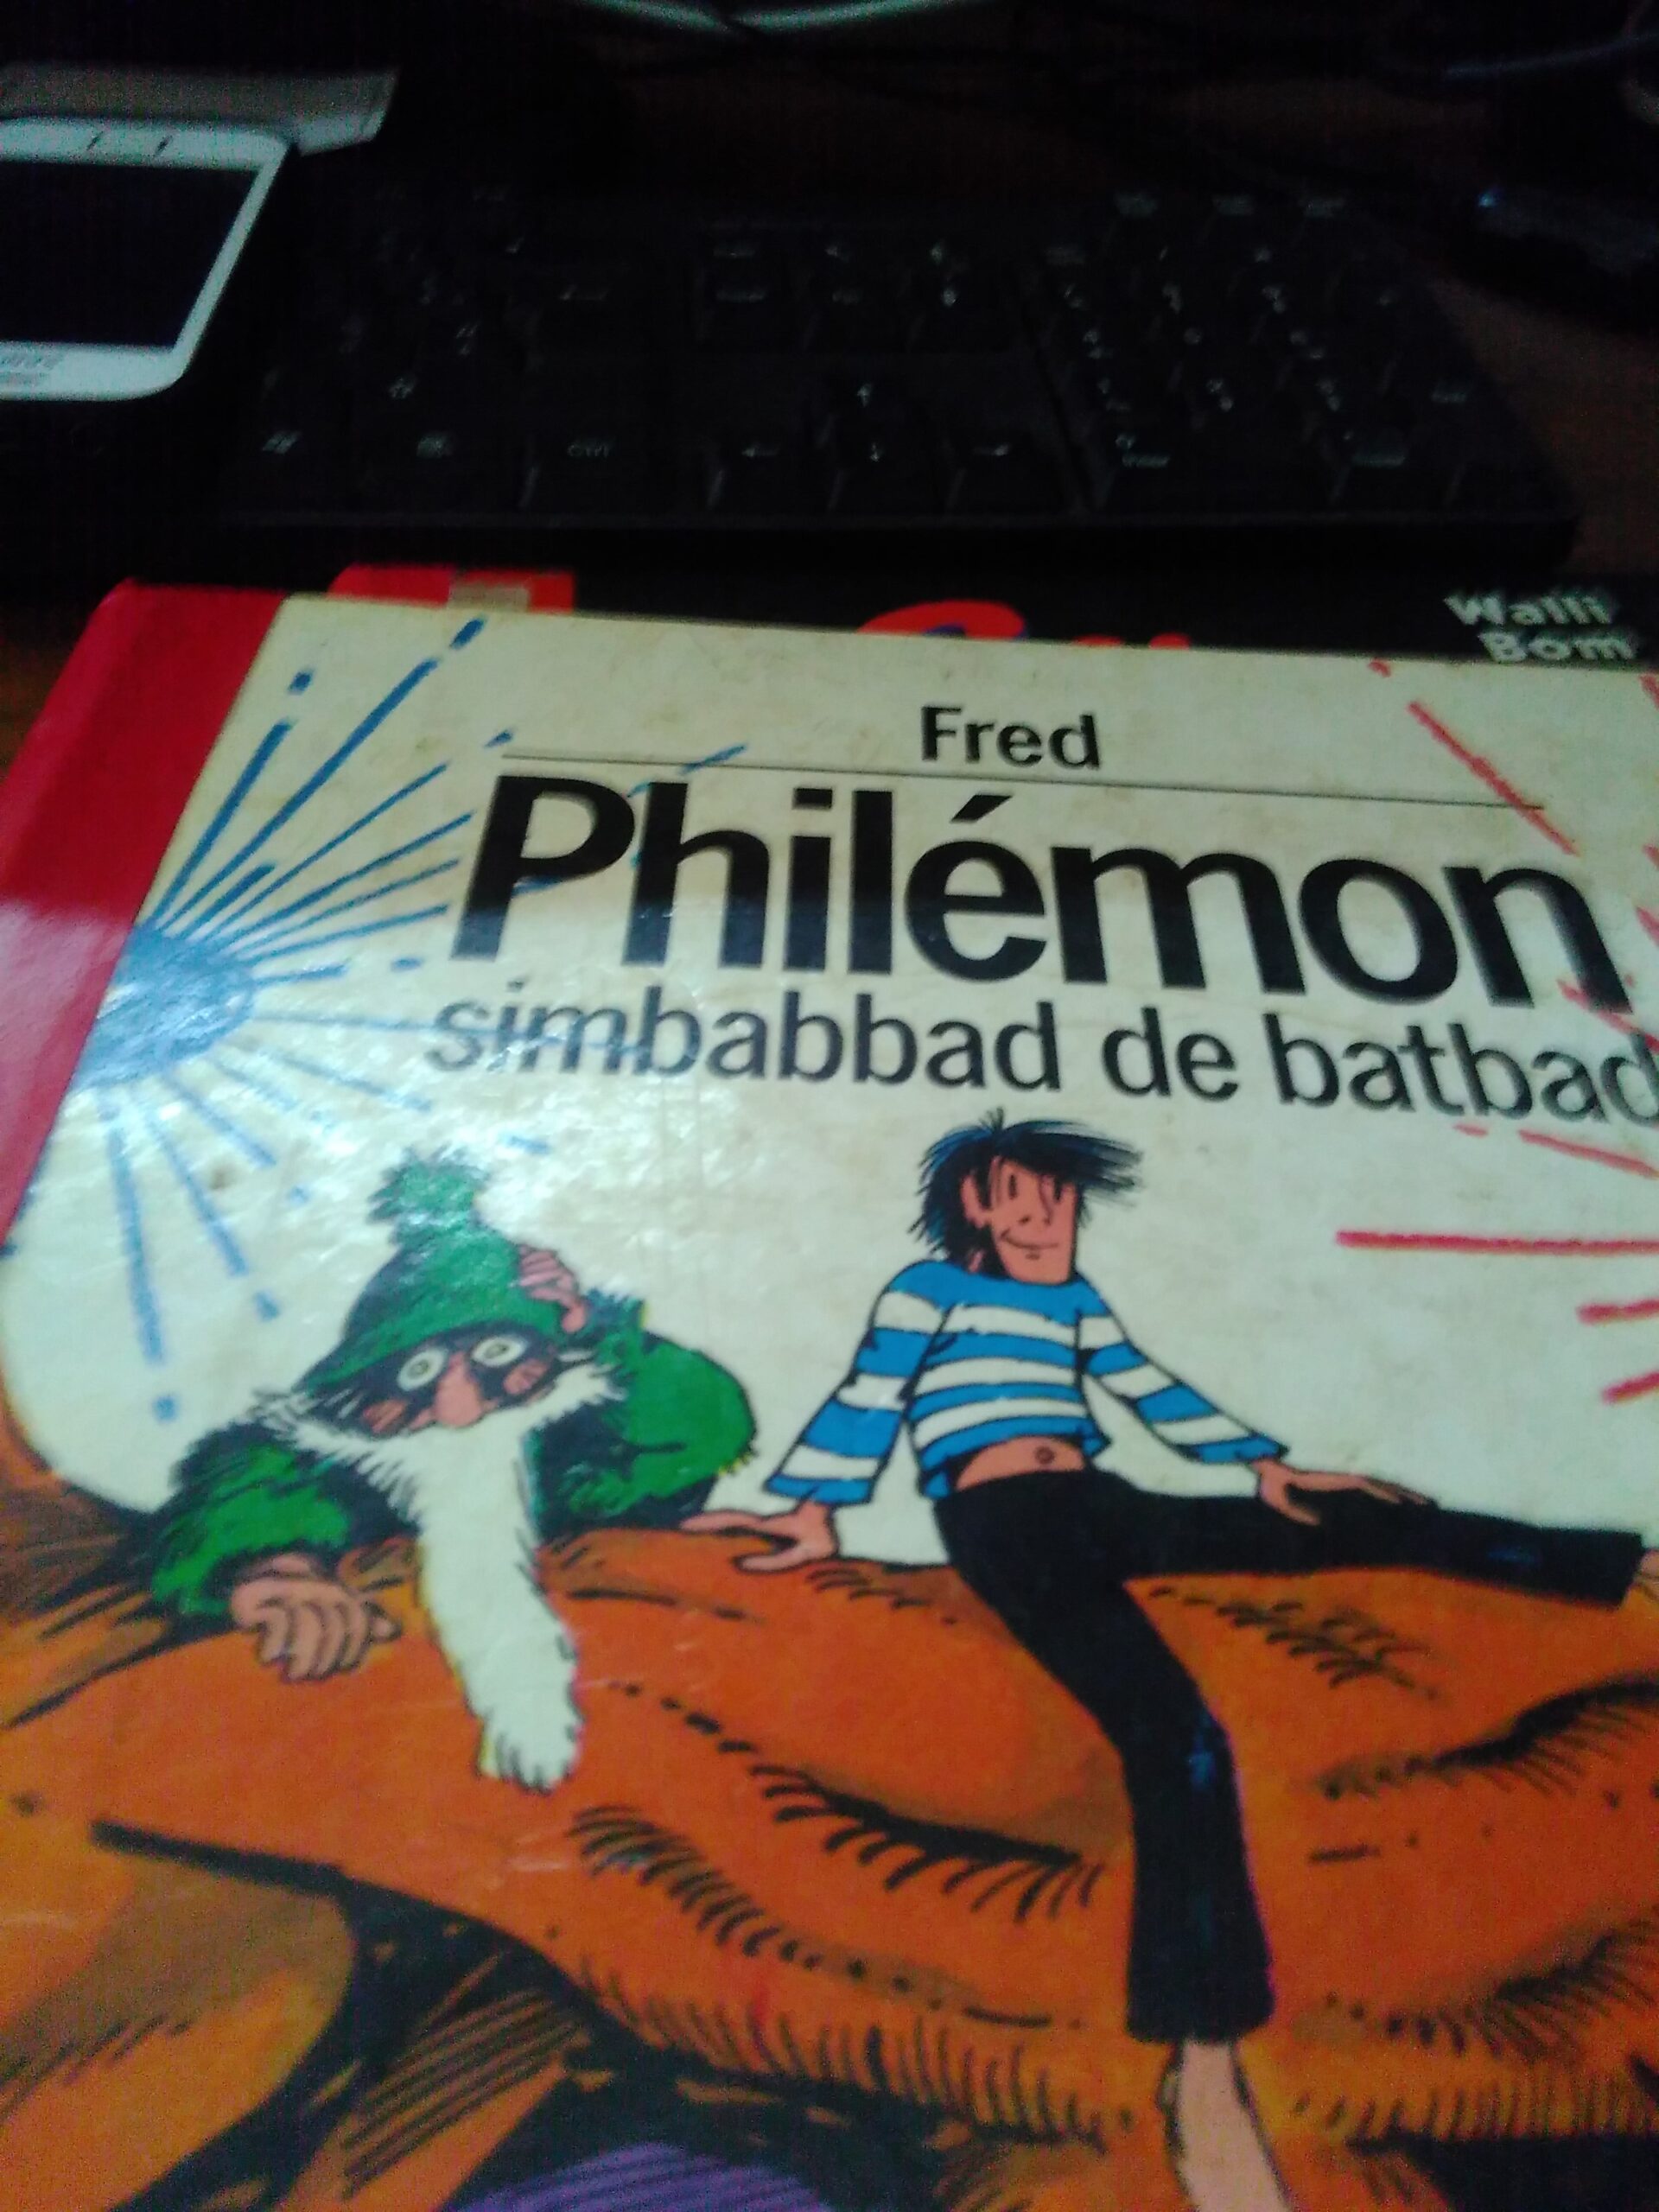 Walli
Bom
Fred
Philémon
simbabbad de batbad